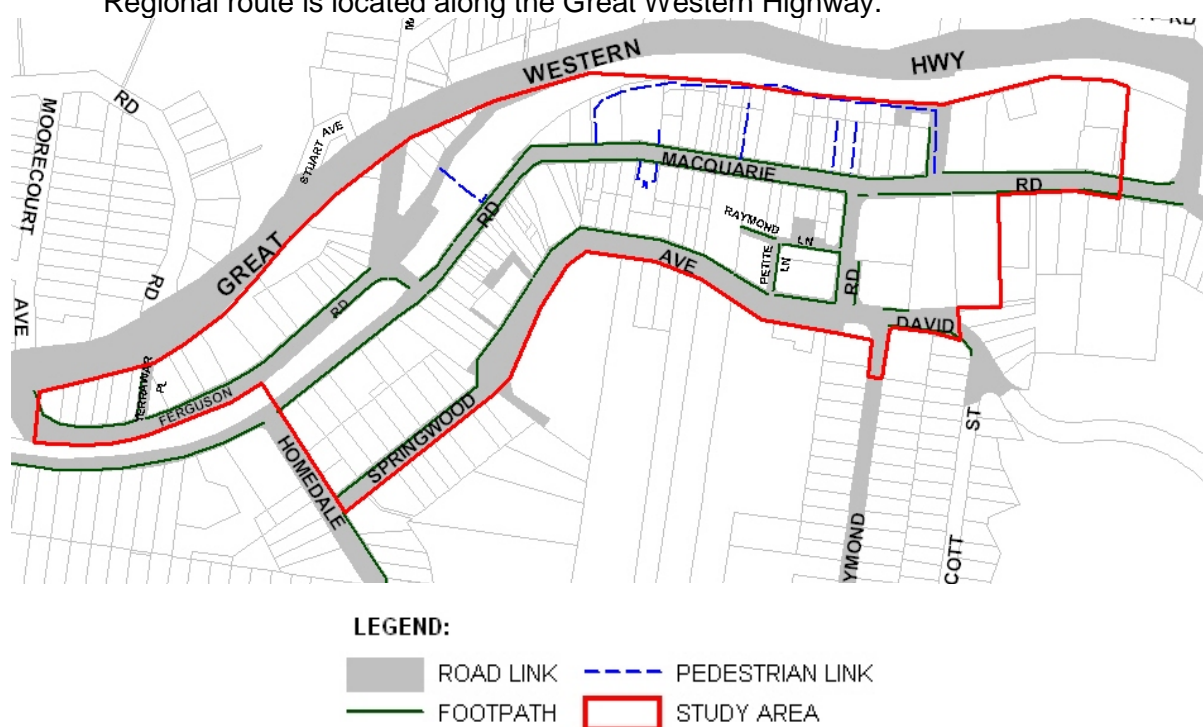 Regional route is located along the Great Western Highway.
RD
WESTERN
HWY
MOORECOURT
AVE
RD
STUART AVE
RD
GREAT
MACQUARIE
RD
RD
RAYMOND
LN
PETITE
LN
RD
AVE
DAVID
RD
FERGUSON
PL
HOMEDALE
SPRINGWOOD
ST
YMOND
COTT
LEGEND:
ROAD LINK
PEDESTRIAN LINK
FOOTPATH
STUDY AREA